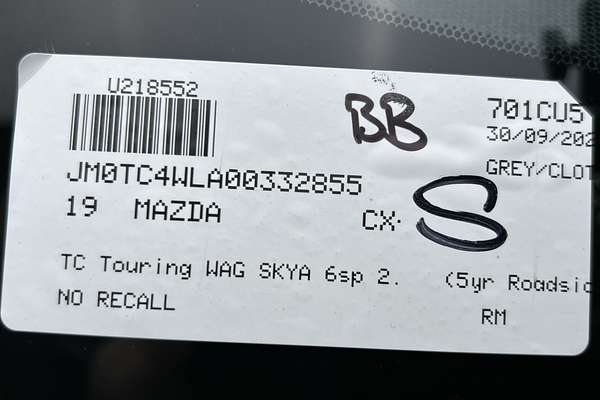 U218552
BB
701CU5
30/09/202
JM0TC4WLA00332855
GREY/CLOT
19 MAZDA CX-
S
TC Touring WAG SKYA 6sp 2. (5yr Roadsid
NO RECALL RM